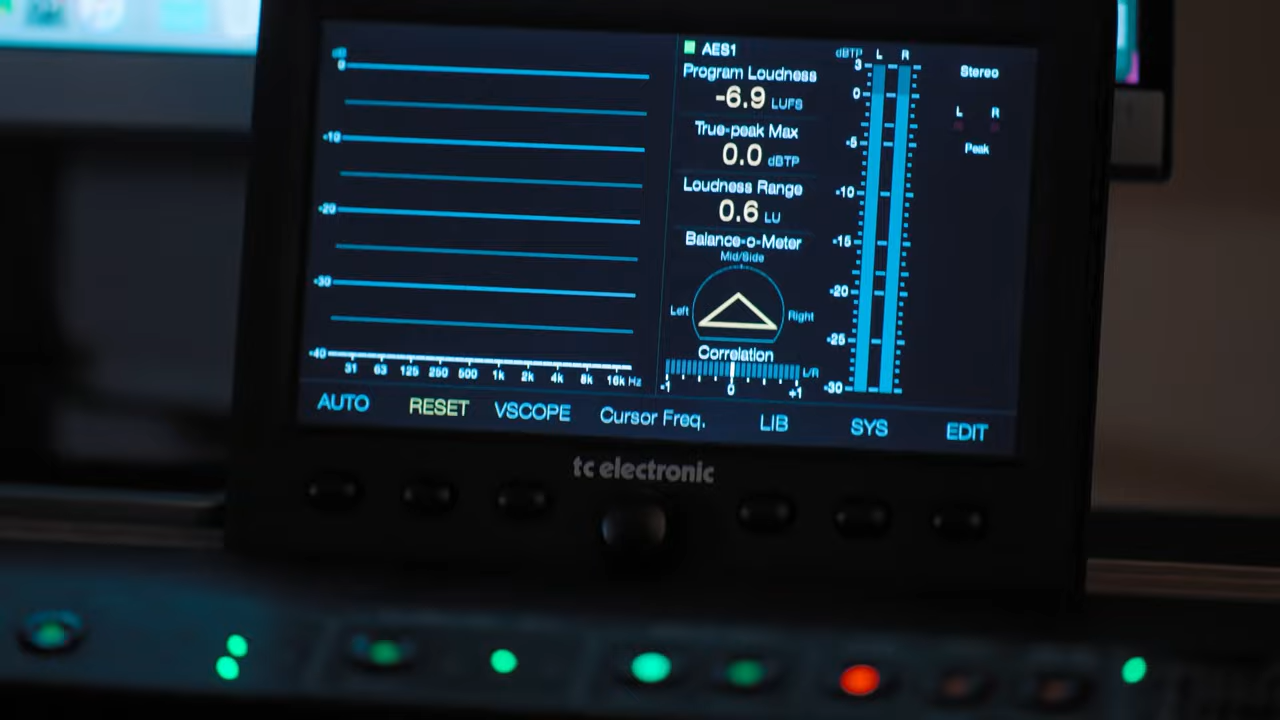 dB
0
-10
-20
-30
-40
31 63 125 250 500 1k 2k 4k 8k 16k Hz
AES1
Program Loudness
-6.9 LUFS
True-peak Max
0.0 dBTP
Loudness Range
0.6 LU
Balance-o-Meter
Mid/Side
Left Right
Correlation
L/R
-1 0 +1
dBTP L R
3
0
-5
-10
-15
-20
-25
-30
Stereo
L R
Peak
AUTO RESET VSCOPE Cursor Freq. LIB SYS EDIT
tc electronic